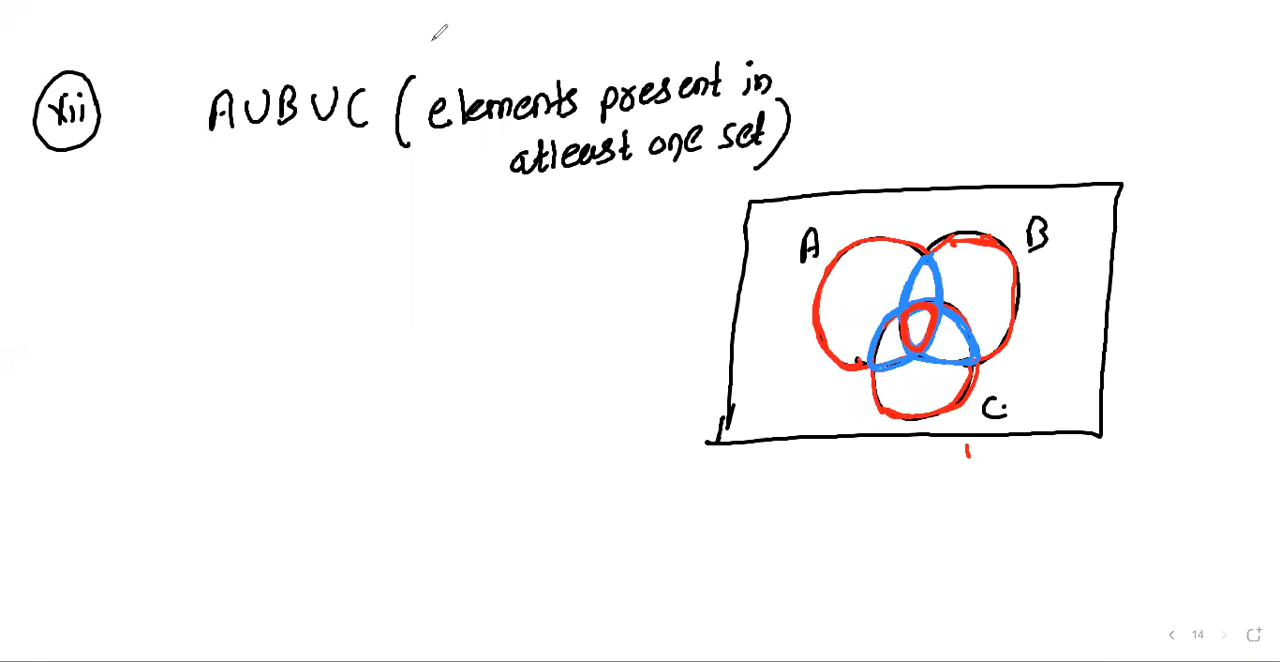 xii
A∪B∪C (elements present in
atleast one set)
A
B
C
14